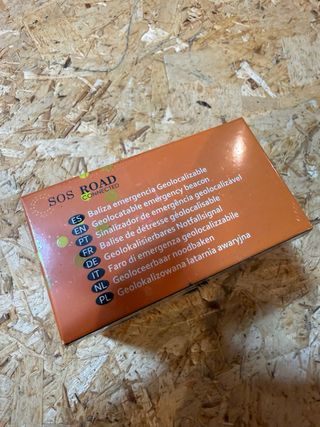 SOS ROAD
CONNECTED
ES Baliza emergencia Geolocalizable
EN Geolocatable emergency beacon
PT Sinalizador de emergência geolocalizável
FR Balise de détresse géolocalisable
DE Geolokalisierbares Notfallsignal
IT Faro di emergenza geolocalizzabile
NL Geoloceerbaar noodbaken
PL Geolokalizowana latarnia awaryjna